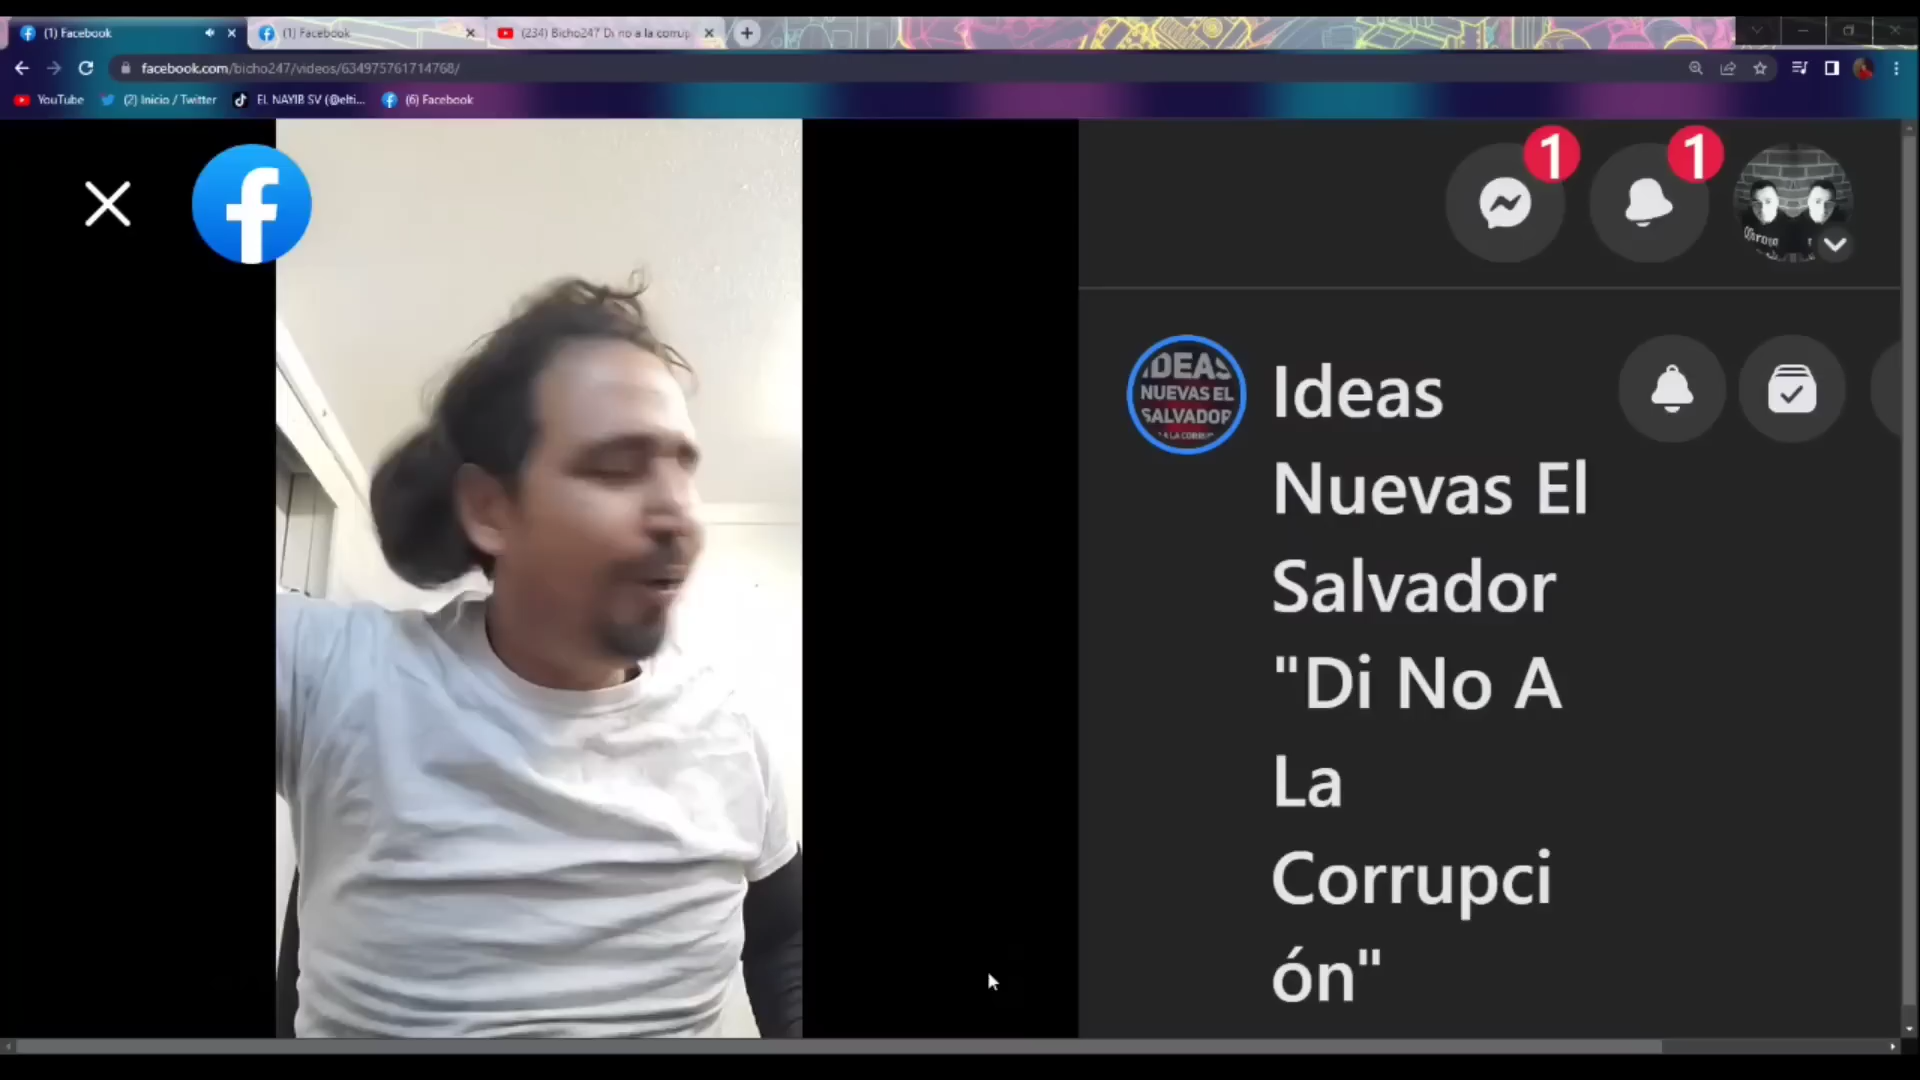 (1) Facebook
(1) Facebook
(234) Bicho247 Di no a la corrup
facebook.com/bicho247/videos/634975761714768/
YouTube
(2) Inicio / Twitter
EL NAYIB SV (@elti...
(6) Facebook
1
1
IDEAS
NUEVAS EL
SALVADOR
Ideas
Nuevas El
Salvador
"Di No A
La
Corrupci
ón"